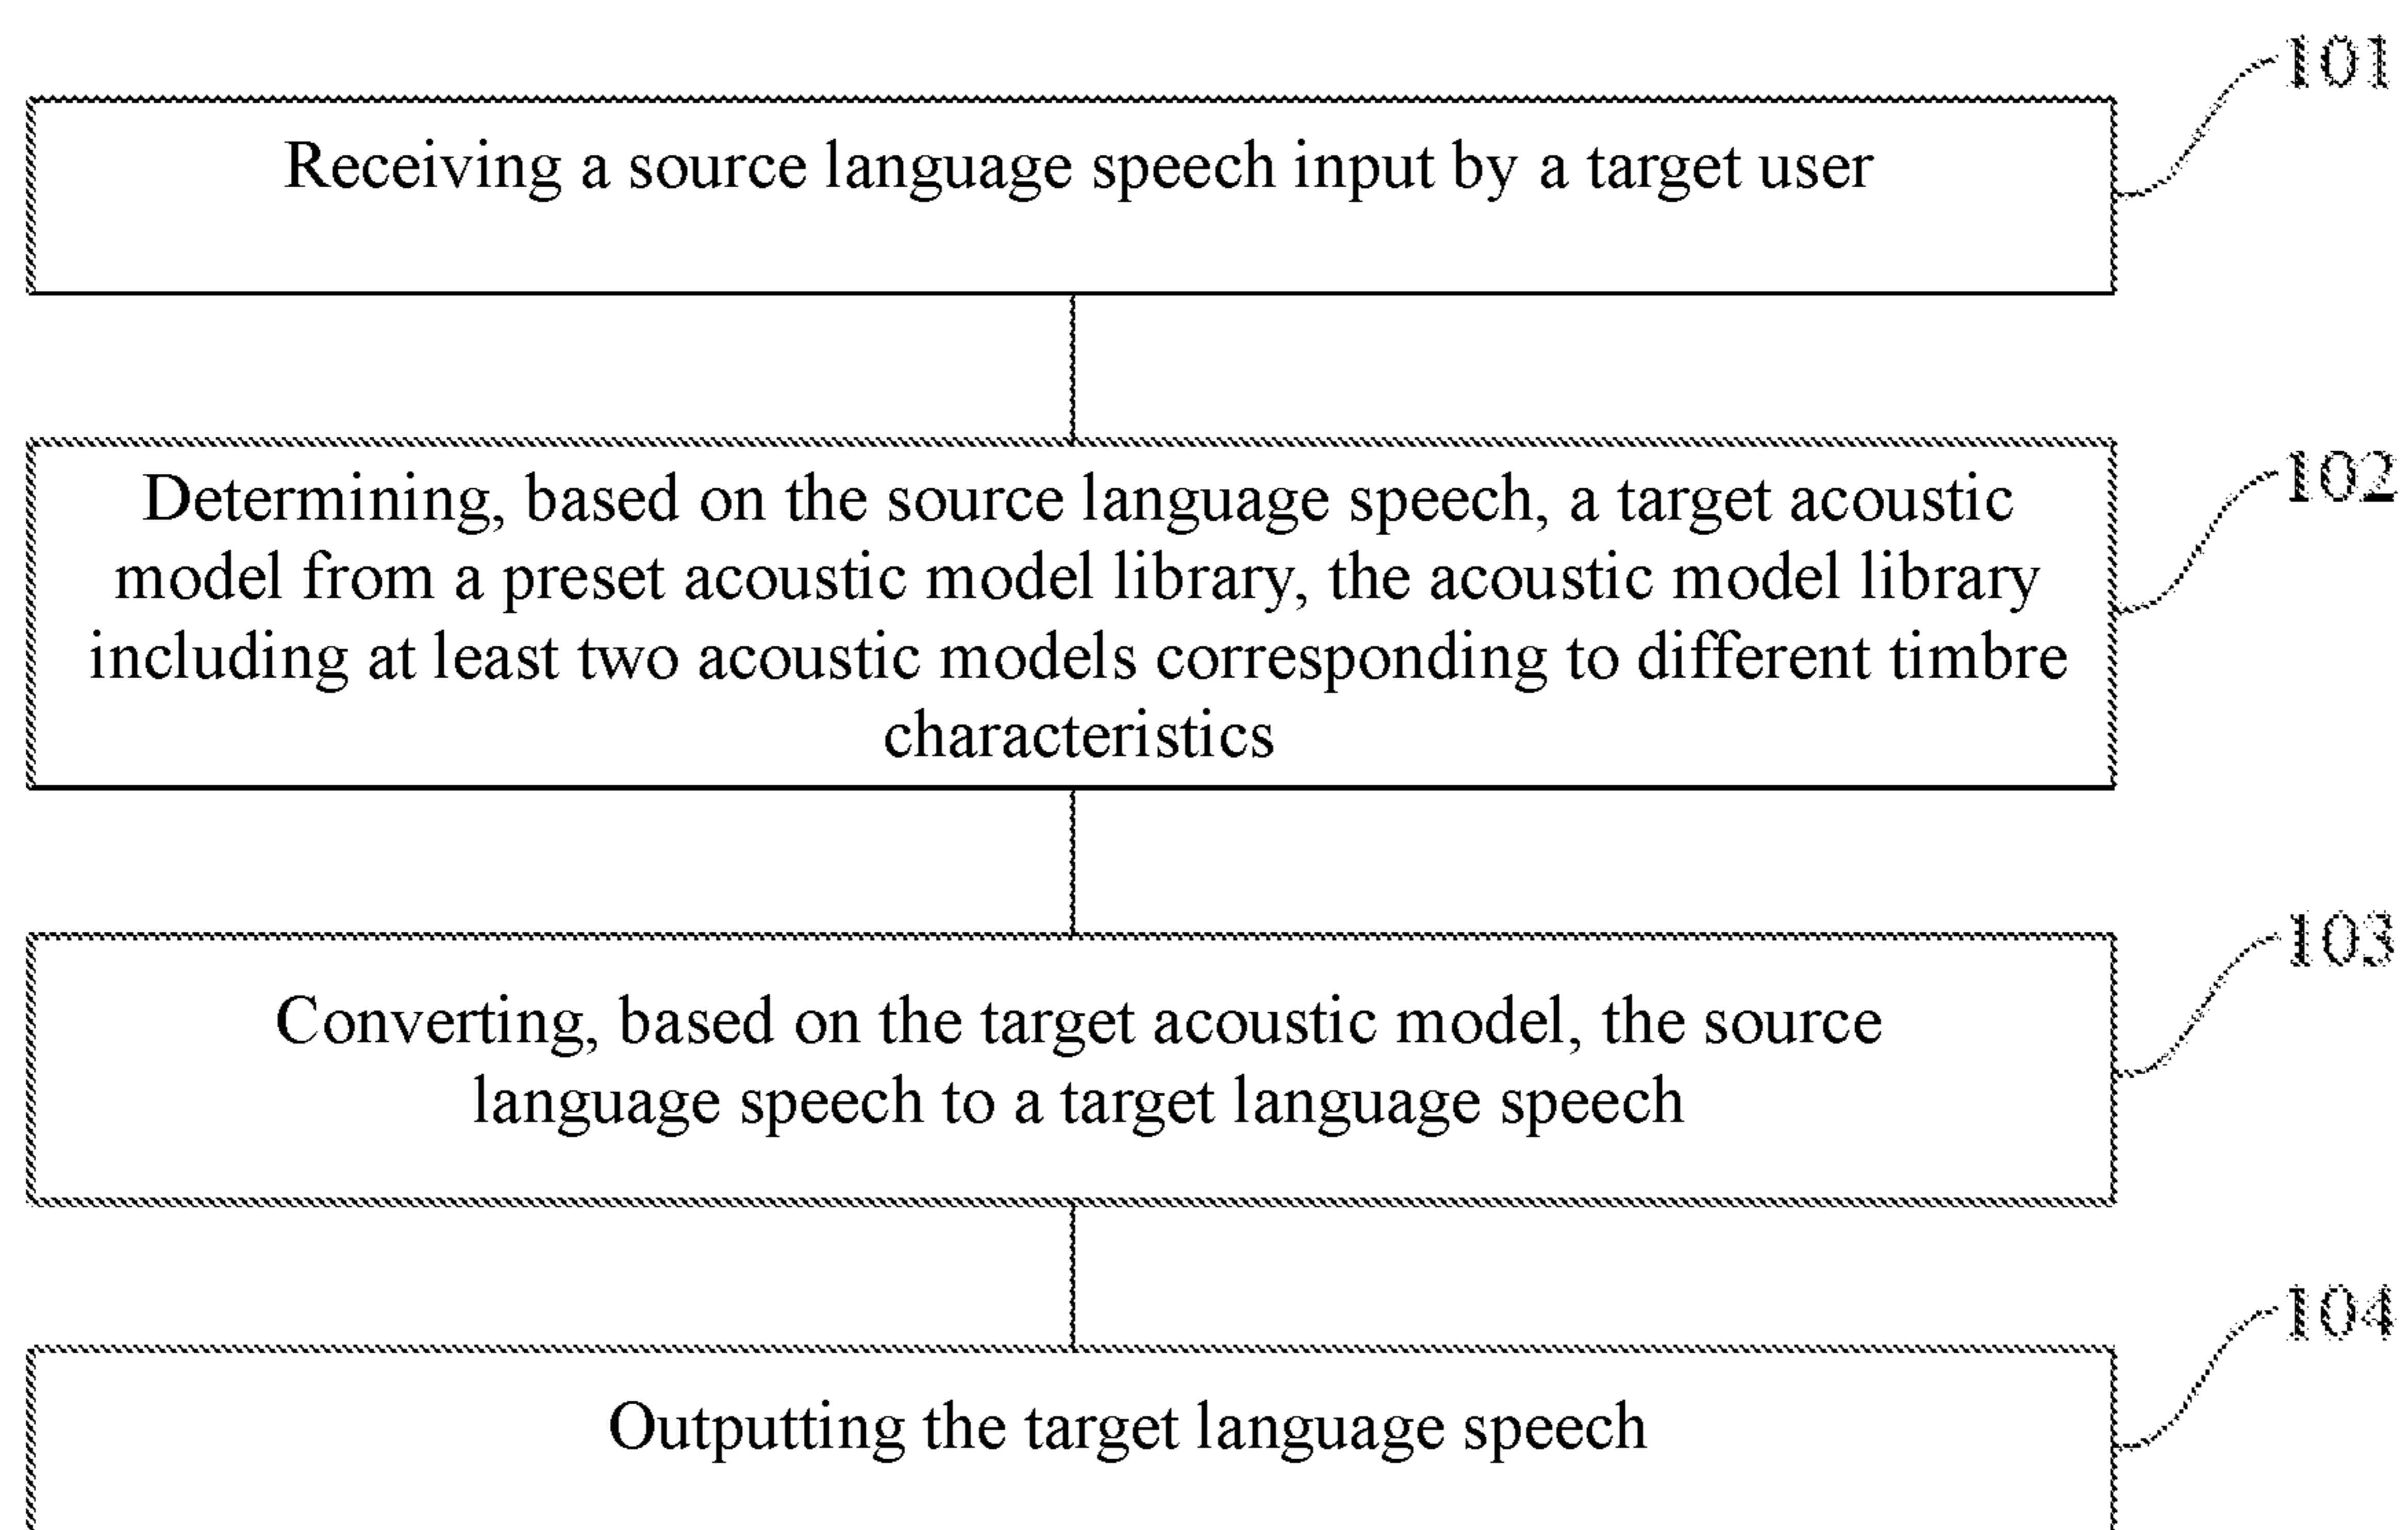 101
Receiving a source language speech input by a target user
102
Determining, based on the source language speech, a target acoustic
model from a preset acoustic model library, the acoustic model library
including at least two acoustic models corresponding to different timbre
characteristics
103
Converting, based on the target acoustic model, the source
language speech to a target language speech
104
Outputting the target language speech